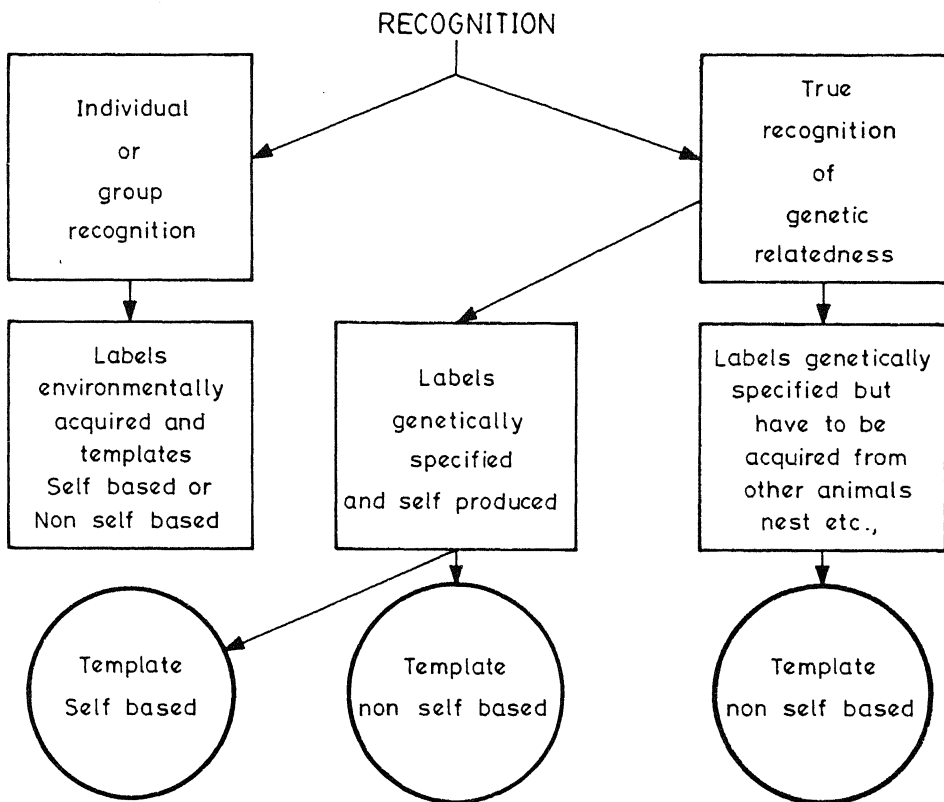 RECOGNITION
Individual
or
group
recognition
True
recognition
of
genetic
relatedness
Labels
environmentally
acquired and
templates
Self based or
Non self based
Labels
genetically
specified
and self produced
Labels genetically
specified but
have to be
acquired from
other animals
nest etc.,
Template
Self based
Template
non self based
Template
non self based